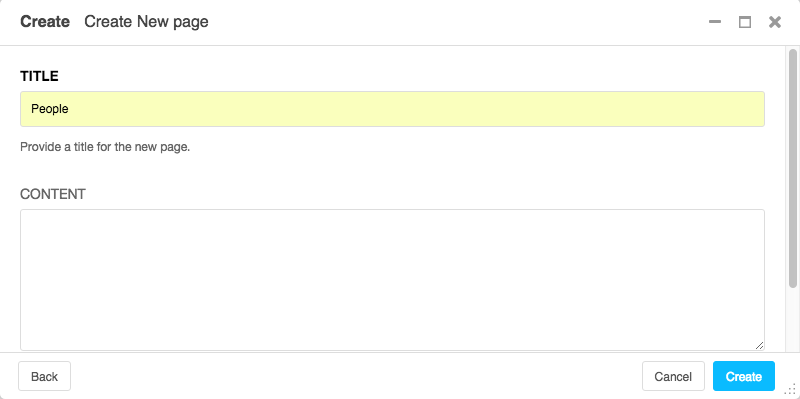 Create Create New page
TITLE
People
Provide a title for the new page.
CONTENT
Back Cancel Create